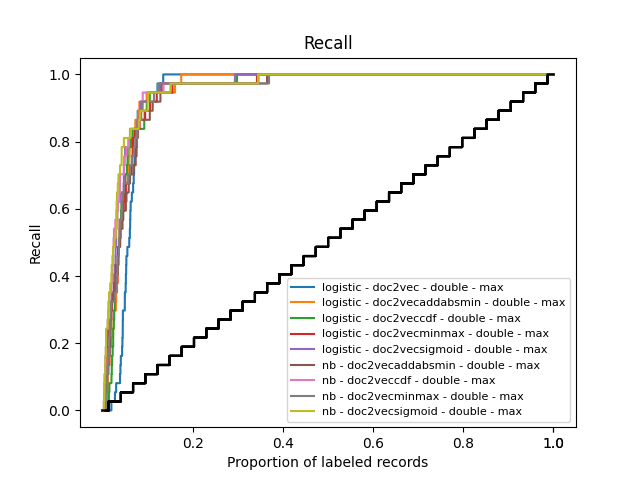 Recall
1.0
0.8
0.6
0.4
0.2
0.0
Recall
logistic - doc2vec - double - max
logistic - doc2vecaddabsmin - double - max
logistic - doc2veccdf - double - max
logistic - doc2vecminmax - double - max
logistic - doc2vecsigmoid - double - max
nb - doc2vecaddabsmin - double - max
nb - doc2veccdf - double - max
nb - doc2vecminmax - double - max
nb - doc2vecsigmoid - double - max
0.2 0.4 0.6 0.8 1.0
Proportion of labeled records